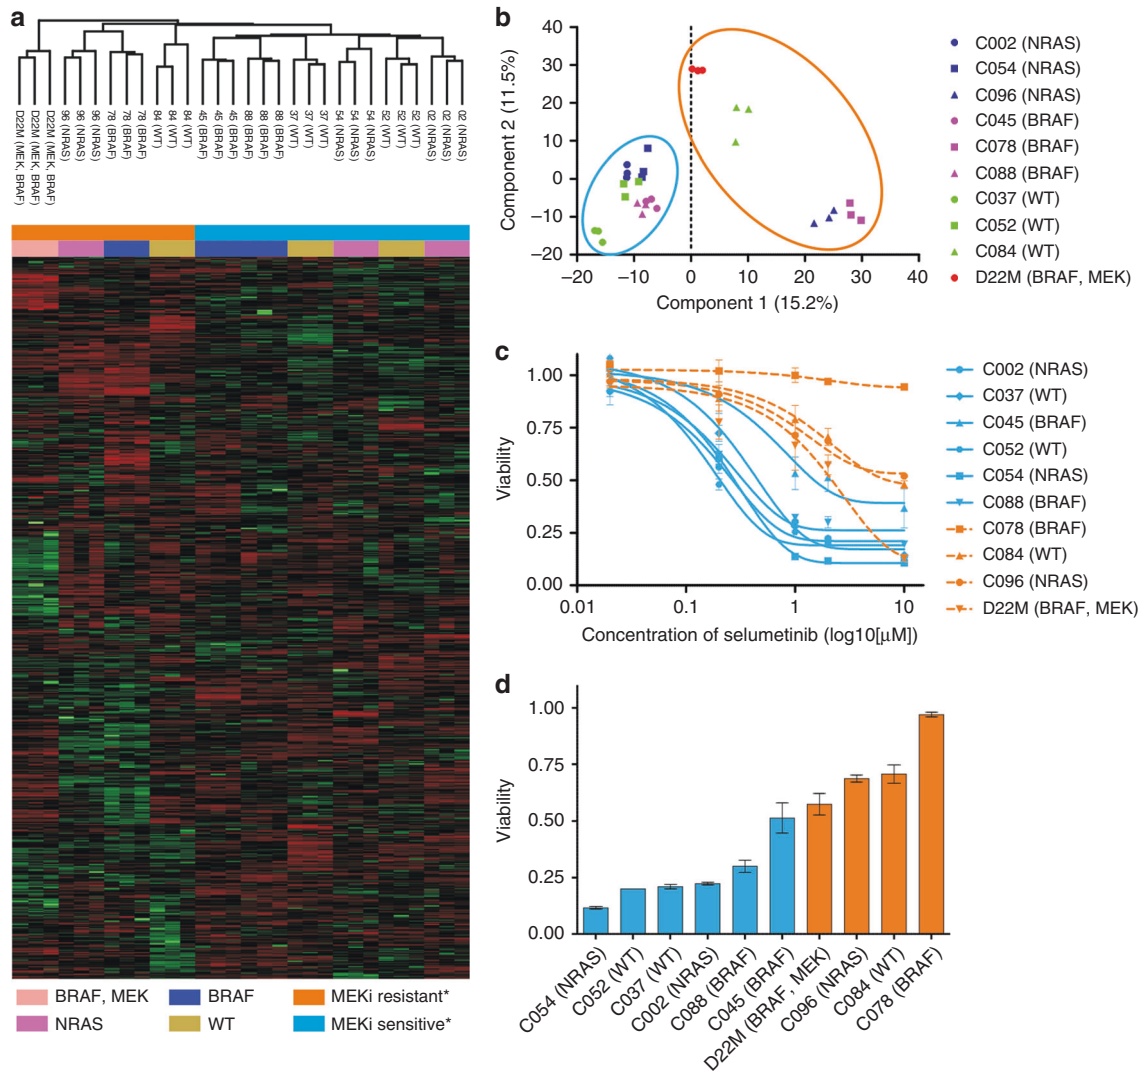 a
D22M (MEK, BRAF)
D22M (MEK, BRAF)
D22M (MEK, BRAF)
96 (NRAS)
96 (NRAS)
96 (NRAS)
78 (BRAF)
78 (BRAF)
78 (BRAF)
84 (WT)
84 (WT)
84 (WT)
45 (BRAF)
45 (BRAF)
45 (BRAF)
88 (BRAF)
88 (BRAF)
88 (BRAF)
37 (WT)
37 (WT)
37 (WT)
54 (NRAS)
54 (NRAS)
54 (NRAS)
52 (WT)
52 (WT)
52 (WT)
02 (NRAS)
02 (NRAS)
02 (NRAS)
BRAF, MEK
BRAF
MEKi resistant*
NRAS
WT
MEKi sensitive*
b
Component 2 (11.5%)
40
30
20
10
0
–10
–20
–20
–10
0
10
20
30
40
Component 1 (15.2%)
C002 (NRAS)
C054 (NRAS)
C096 (NRAS)
C045 (BRAF)
C078 (BRAF)
C088 (BRAF)
C037 (WT)
C052 (WT)
C084 (WT)
D22M (BRAF, MEK)
c
Viability
1.00
0.75
0.50
0.25
0.00
0.01
0.1
1
10
Concentration of selumetinib (log10[μM])
C002 (NRAS)
C037 (WT)
C045 (BRAF)
C052 (WT)
C054 (NRAS)
C088 (BRAF)
C078 (BRAF)
C084 (WT)
C096 (NRAS)
D22M (BRAF, MEK)
d
Viability
1.00
0.75
0.50
0.25
0.00
C054 (NRAS)
C052 (WT)
C037 (WT)
C002 (NRAS)
C088 (BRAF)
C045 (BRAF)
D22M (BRAF, MEK)
C096 (NRAS)
C084 (WT)
C078 (BRAF)